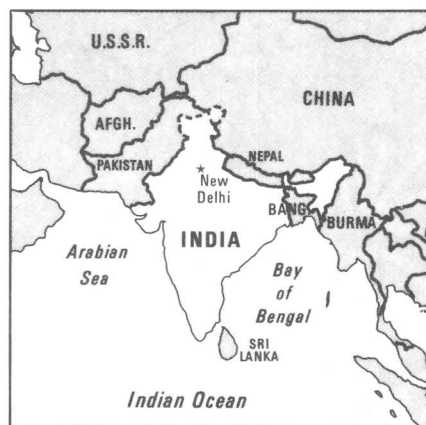 U.S.S.R.
CHINA
AFGH.
PAKISTAN
NEPAL
New
Delhi
BANG.
BURMA
INDIA
Arabian
Sea
Bay
of
Bengal
SRI
LANKA
Indian Ocean